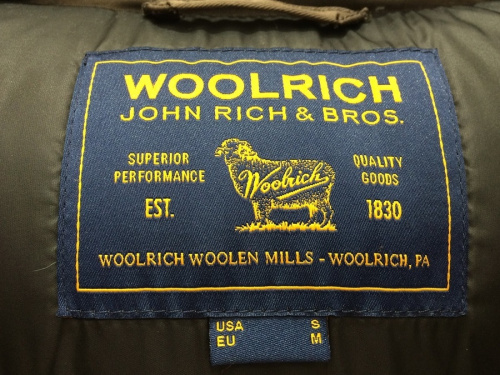 WOOLRICH
JOHN RICH & BROS.
SUPERIOR
PERFORMANCE
EST.
Woolrich
QUALITY
GOODS
1830
WOOLRICH WOOLEN MILLS - WOOLRICH, PA
USA S
EU M